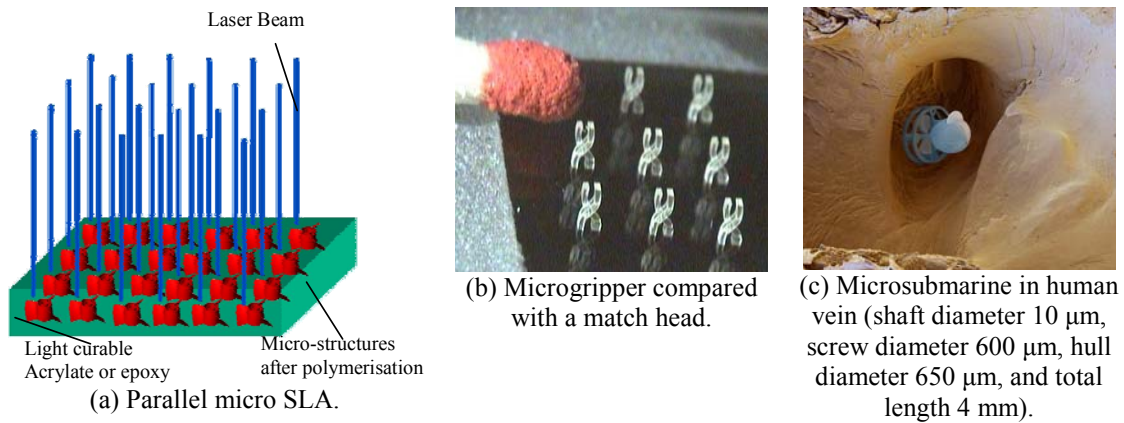 Laser Beam
Light curable
Acrylate or epoxy
Micro-structures
after polymerisation
(a) Parallel micro SLA.
(b) Microgripper compared
with a match head.
(c) Microsubmarine in human
vein (shaft diameter 10 μm,
screw diameter 600 μm, hull
diameter 650 μm, and total
length 4 mm).